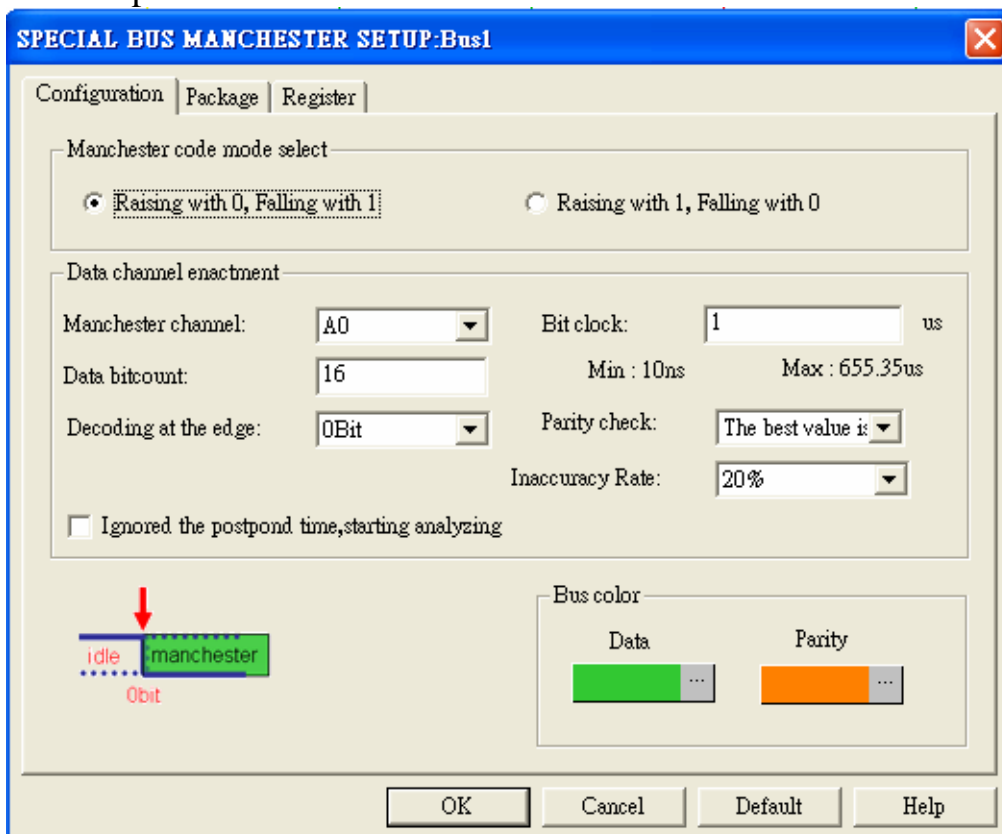 SPECIAL BUS MANCHESTER SETUP:Bus1
Configuration Package Register
Manchester code mode select
Raising with 0, Falling with 1 Raising with 1, Falling with 0
Data channel enactment
Manchester channel: A0 Bit clock: 1 us
Min : 10ns Max : 655.35us
Data bitcount: 16
Decoding at the edge: 0Bit Parity check: The best value is
Inaccuracy Rate: 20%
Ignored the postpond time,starting analyzing
idle manchester
0bit
Bus color
Data Parity
... ...
OK Cancel Default Help